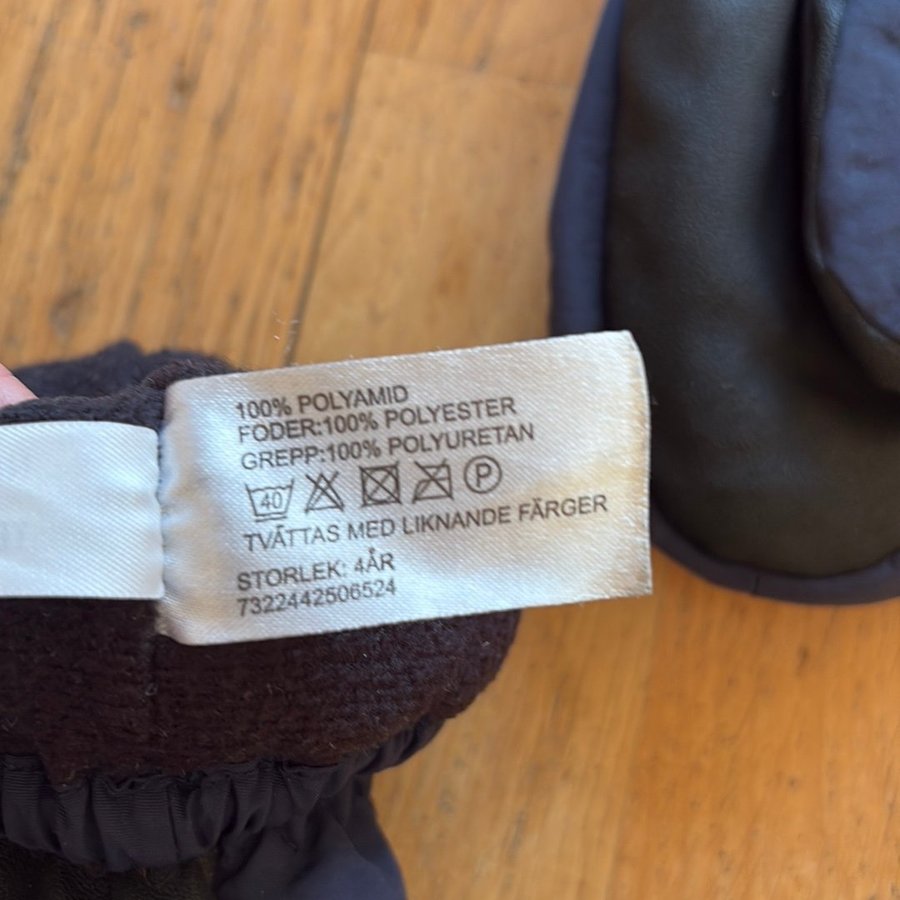 100% POLYAMID
FODER:100% POLYESTER
GREPP:100% POLYURETAN
40 P
TVÄTTAS MED LIKNANDE FÄRGER
STORLEK: 4ÅR
7322442506524